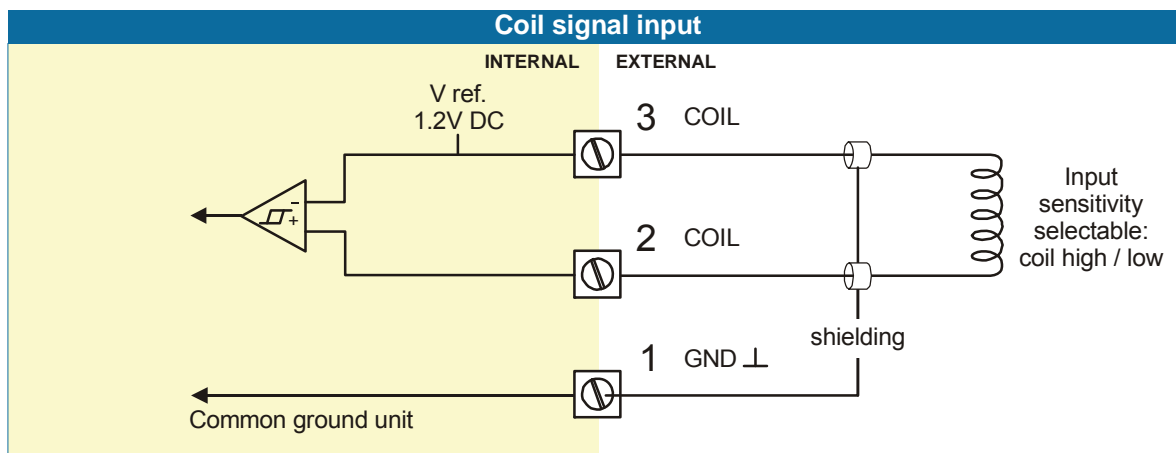 Coil signal input
INTERNAL
EXTERNAL
V ref.
1.2V DC
3 COIL
2 COIL
1 GND
- 
+
Input
sensitivity
selectable:
coil high / low
shielding
Common ground unit